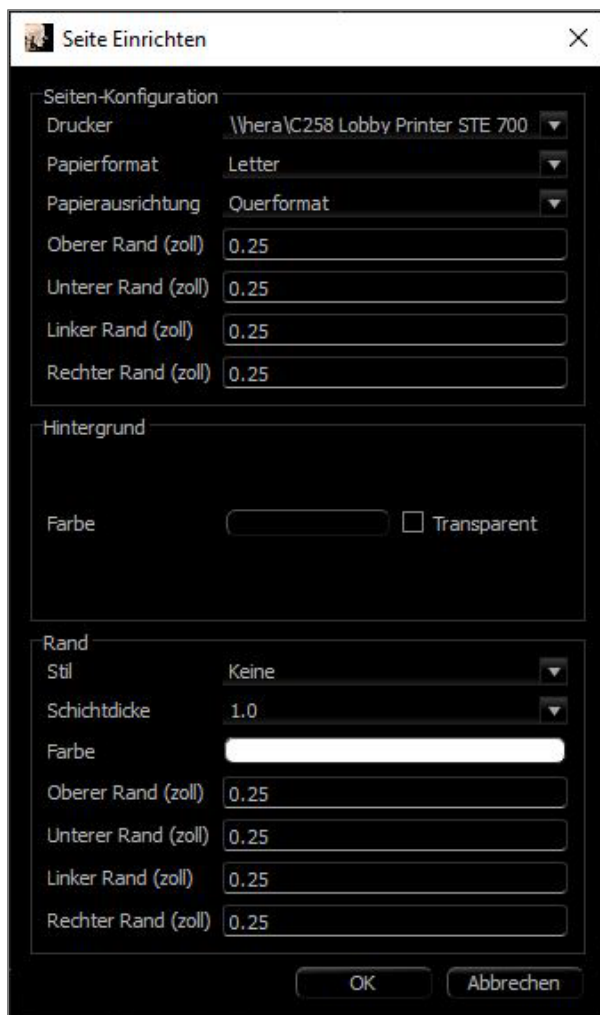 Seite Einrichten
Seiten-Konfiguration
Drucker \\hera\C258 Lobby Printer STE 700
Papierformat Letter
Papierausrichtung Querformat
Oberer Rand (zoll) 0.25
Unterer Rand (zoll) 0.25
Linker Rand (zoll) 0.25
Rechter Rand (zoll) 0.25
Hintergrund
Farbe Transparent
Rand
Stil Keine
Schichtdicke 1.0
Farbe
Oberer Rand (zoll) 0.25
Unterer Rand (zoll) 0.25
Linker Rand (zoll) 0.25
Rechter Rand (zoll) 0.25
OK Abbrechen